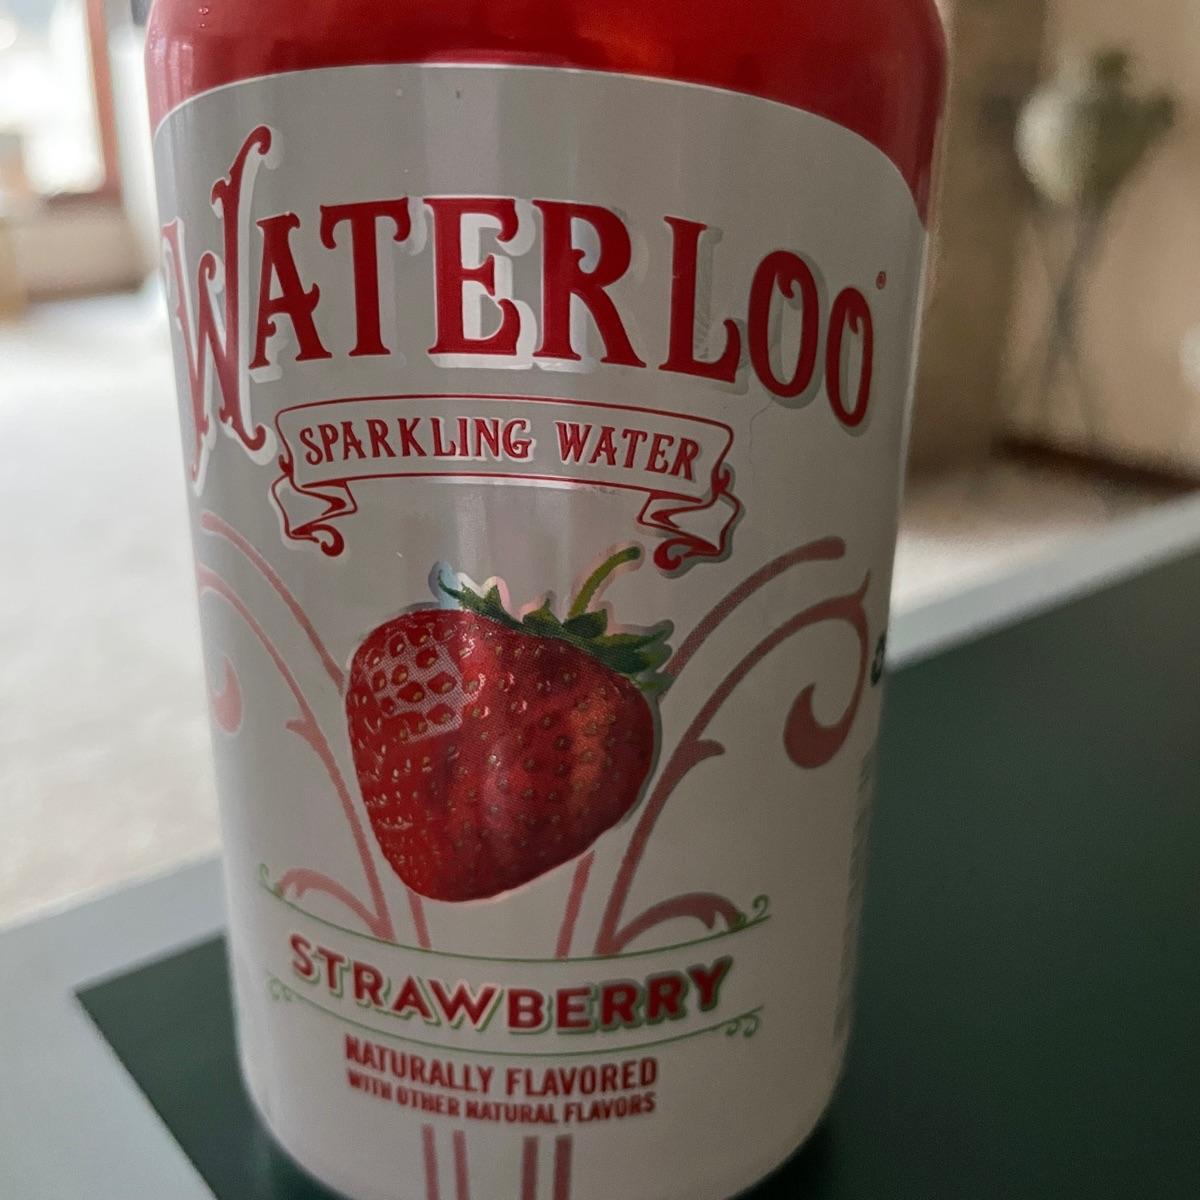 WATERLOO®
SPARKLING WATER
STRAWBERRY
NATURALLY FLAVORED
WITH OTHER NATURAL FLAVORS